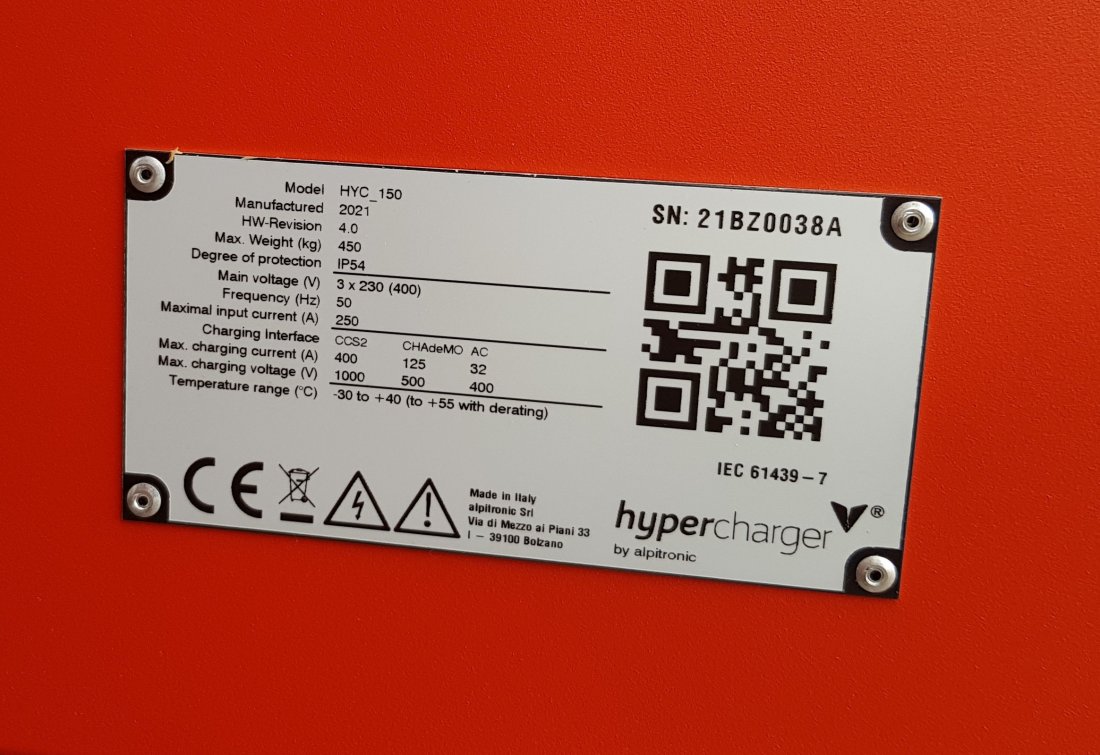 Model HYC_150
Manufactured 2021
HW-Revision 4.0
Max. Weight (kg) 450
Degree of protection IP54
Main voltage (V) 3 x 230 (400)
Frequency (Hz) 50
Maximal input current (A) 250
Charging Interface CCS2 CHAdeMO AC
Max. charging current (A) 400 125 32
Max. charging voltage (V) 1000 500 400
Temperature range (°C) -30 to +40 (to +55 with derating)
SN: 21BZ0038A
IEC 61439–7
CE
Made in Italy
alpitronic Srl
Via di Mezzo ai Piani 33
I – 39100 Bolzano
hypercharger ®
by alpitronic